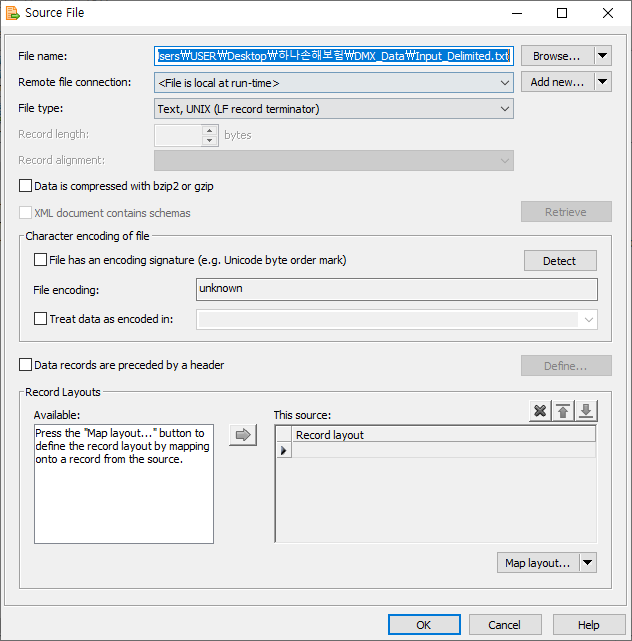 Source File
File name:
sers₩USER₩Desktop₩하나손해보험₩DMX_Data₩Input_Delimited.txt
Browse...
Remote file connection:
<File is local at run-time>
Add new...
File type:
Text, UNIX (LF record terminator)
Record length:
bytes
Record alignment:
Data is compressed with bzip2 or gzip
XML document contains schemas
Retrieve
Character encoding of file
File has an encoding signature (e.g. Unicode byte order mark)
Detect
File encoding:
unknown
Treat data as encoded in:
Data records are preceded by a header
Define...
Record Layouts
Available:
Press the "Map layout..." button to
define the record layout by mapping
onto a record from the source.
This source:
Record layout
Map layout...
OK
Cancel
Help